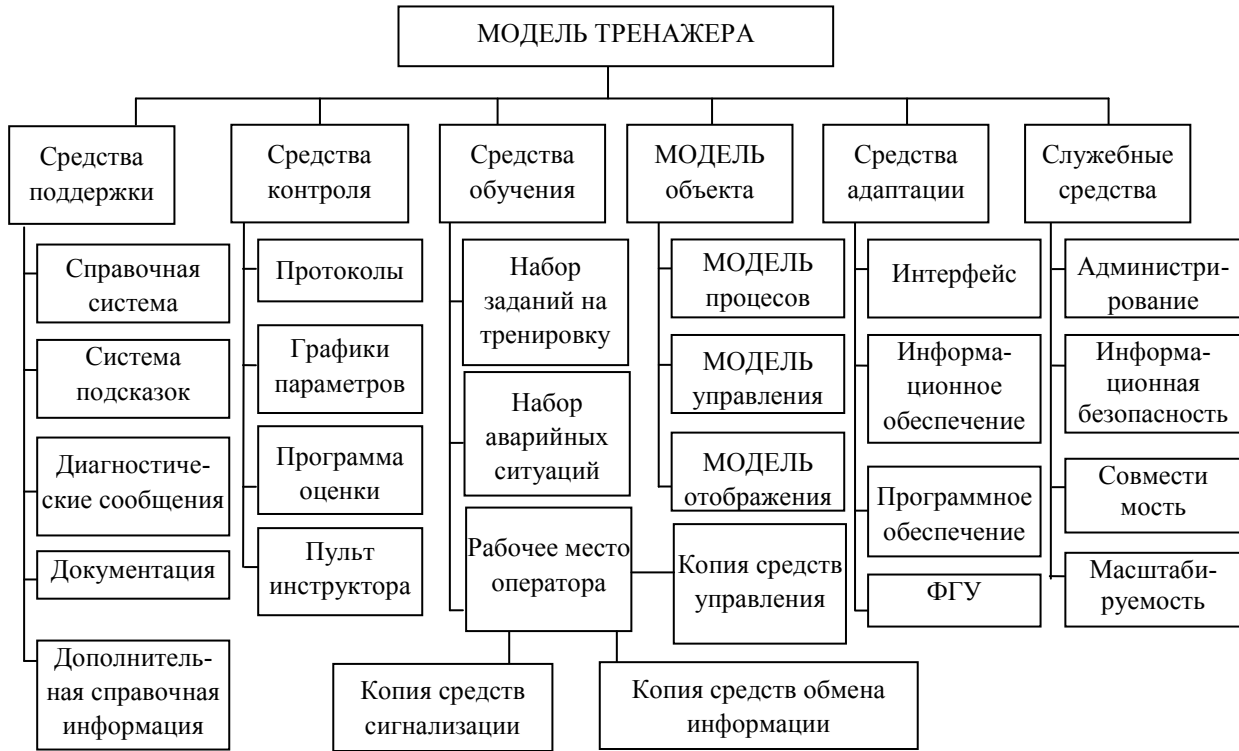 МОДЕЛЬ ТРЕНАЖЕРА
Средства
поддержки
Справочная
система
Система
подсказок
Диагностиче-
ские сообщения
Документация
Дополнитель-
ная справочная
информация
Средства
контроля
Протоколы
Графики
параметров
Программа
оценки
Пульт
инструктора
Средства
обучения
Набор
заданий на
тренировку
Набор
аварийных
ситуаций
Рабочее место
оператора
Копия средств
управления
Копия средств
сигнализации
Копия средств обмена
информации
МОДЕЛЬ
объекта
МОДЕЛЬ
процесов
МОДЕЛЬ
управления
МОДЕЛЬ
отображения
Средства
адаптации
Интерфейс
Информа-
ционное
обеспечение
Программное
обеспечение
ФГУ
Служебные
средства
Администри-
рование
Информа-
ционная
безопасность
Совмести
мость
Масштаби-
руемость